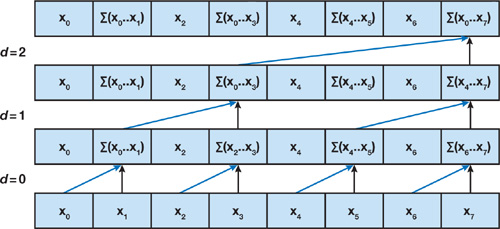 x₀ ∑(x₀..x₁) x₂ ∑(x₀..x₃) x₄ ∑(x₄..x₅) x₆ ∑(x₀..x₇)
d = 2
x₀ ∑(x₀..x₁) x₂ ∑(x₀..x₃) x₄ ∑(x₄..x₅) x₆ ∑(x₄..x₇)
d = 1
x₀ ∑(x₀..x₁) x₂ ∑(x₂..x₃) x₄ ∑(x₄..x₅) x₆ ∑(x₆..x₇)
d = 0
x₀ x₁ x₂ x₃ x₄ x₅ x₆ x₇